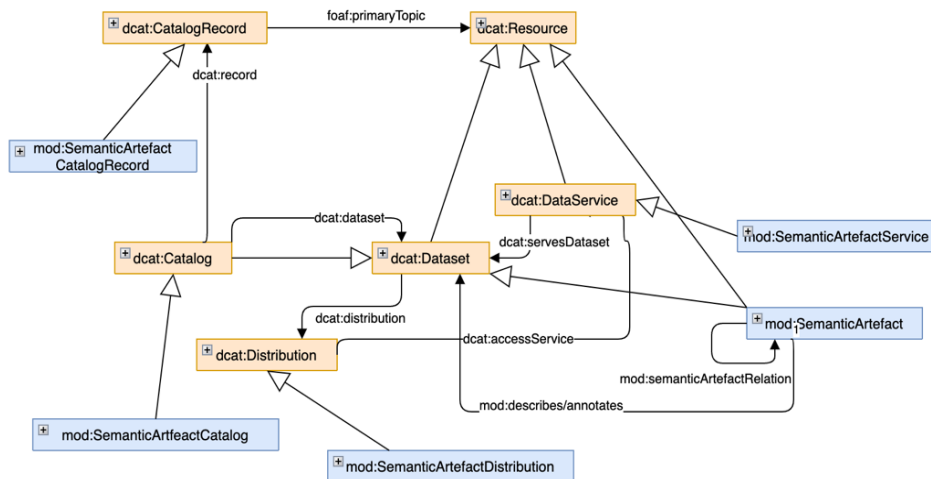 foaf:primaryTopic
dcat:CatalogRecord
dcat:Resource
dcat:record
mod:SemanticArtefact
CatalogRecord
dcat:DataService
dcat:dataset
mod:SemanticArtefactService
dcat:servesDataset
dcat:Catalog
dcat:Dataset
dcat:distribution
mod:SemanticArtefact
dcat:accessService
dcat:Distribution
mod:semanticArtefactRelation
mod:describes/annotates
mod:SemanticArtfeactCatalog
mod:SemanticArtefactDistribution